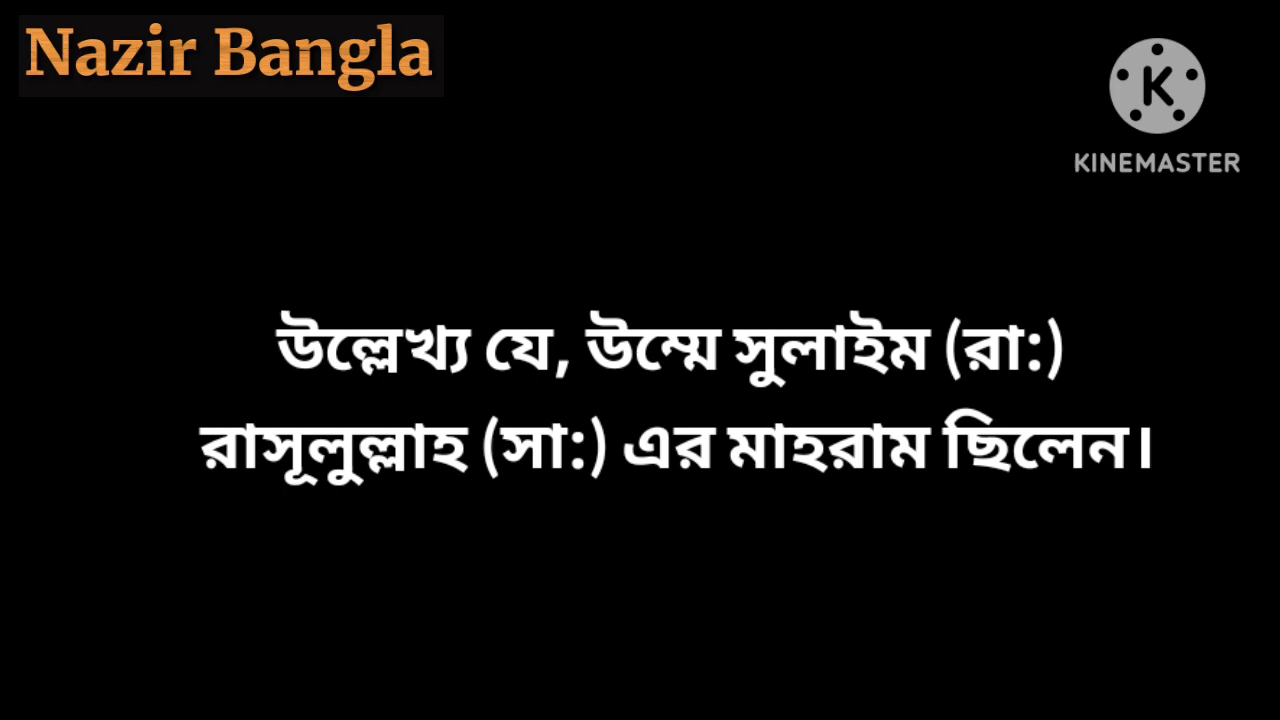 Nazir Bangla
K
KINEMASTER
উল্লেখ্য যে, উম্মে সুলাইম (রা:)
রাসূলুল্লাহ (সা:) এর মাহরাম ছিলেন।